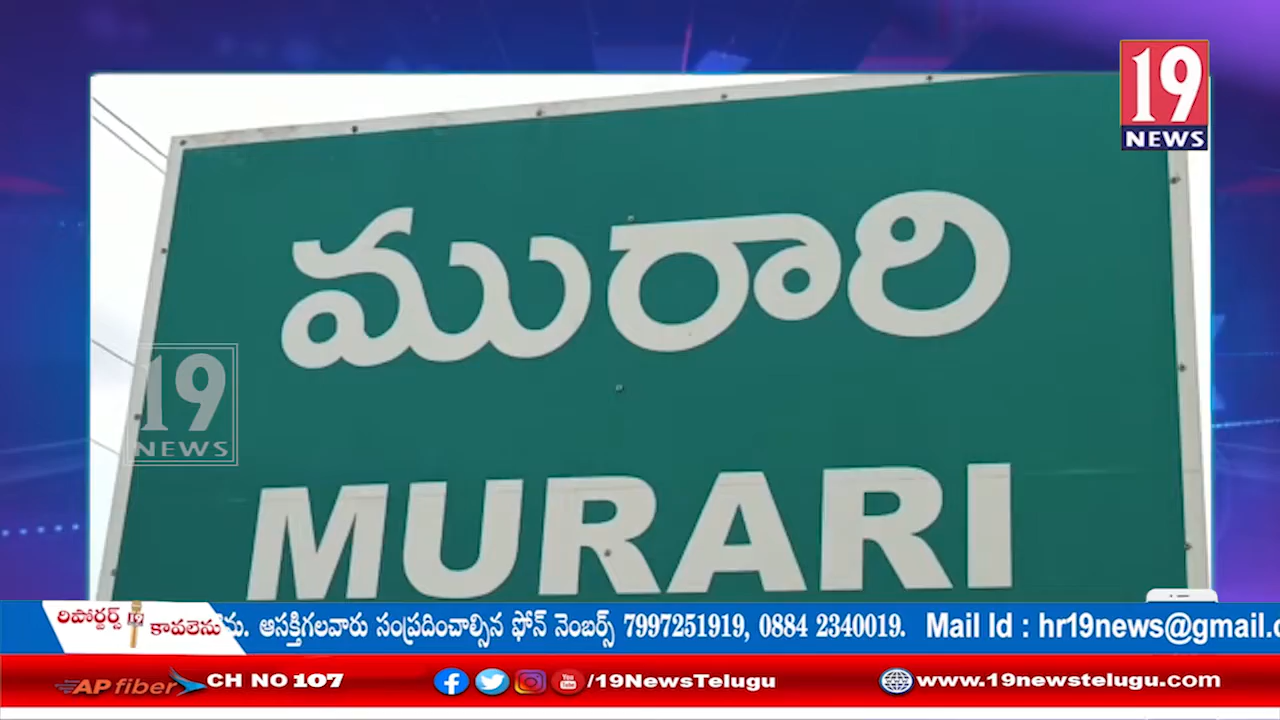 19
NEWS
మురారి
19
NEWS
MURARI
రిపోర్టర్స్ కావలెను
ను. ఆసక్తిగలవారు సంప్రదించాల్సిన ఫోన్ నెంబర్స్ 7997251919, 0884 2340019. Mail Id : hr19news@gmail.c
AP fiber CH NO 107
/19NewsTelugu
www.19newstelugu.com